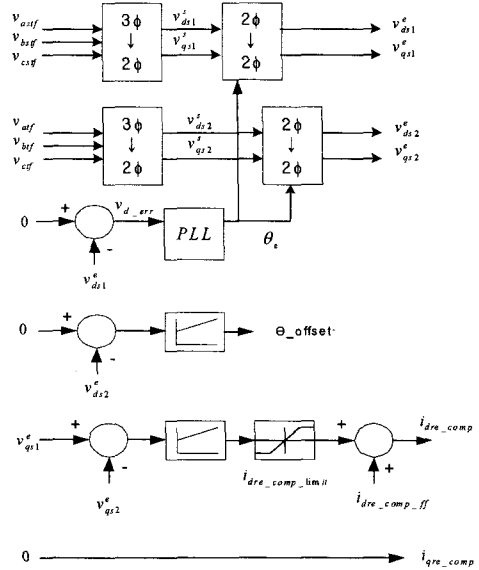 v_astf
v_bstf
v_cstf
3ϕ
↓
2ϕ
v^s_ds1
v^s_qs1
2ϕ
↓
2ϕ
v^e_ds1
v^e_qs1
v_atf
v_btf
v_ctf
3ϕ
↓
2ϕ
v^s_ds2
v^s_qs2
2ϕ
↓
2ϕ
v^e_ds2
v^e_qs2
0
+
-
v_d_err
PLL
θ_e
v^e_ds1
0
+
-
Θ_offset
v^e_ds2
v^e_qs1
+
-
+
+
i_dre_comp
i_dre_comp_limit
v^e_qs2
i_dre_comp_ff
0
i_qre_comp